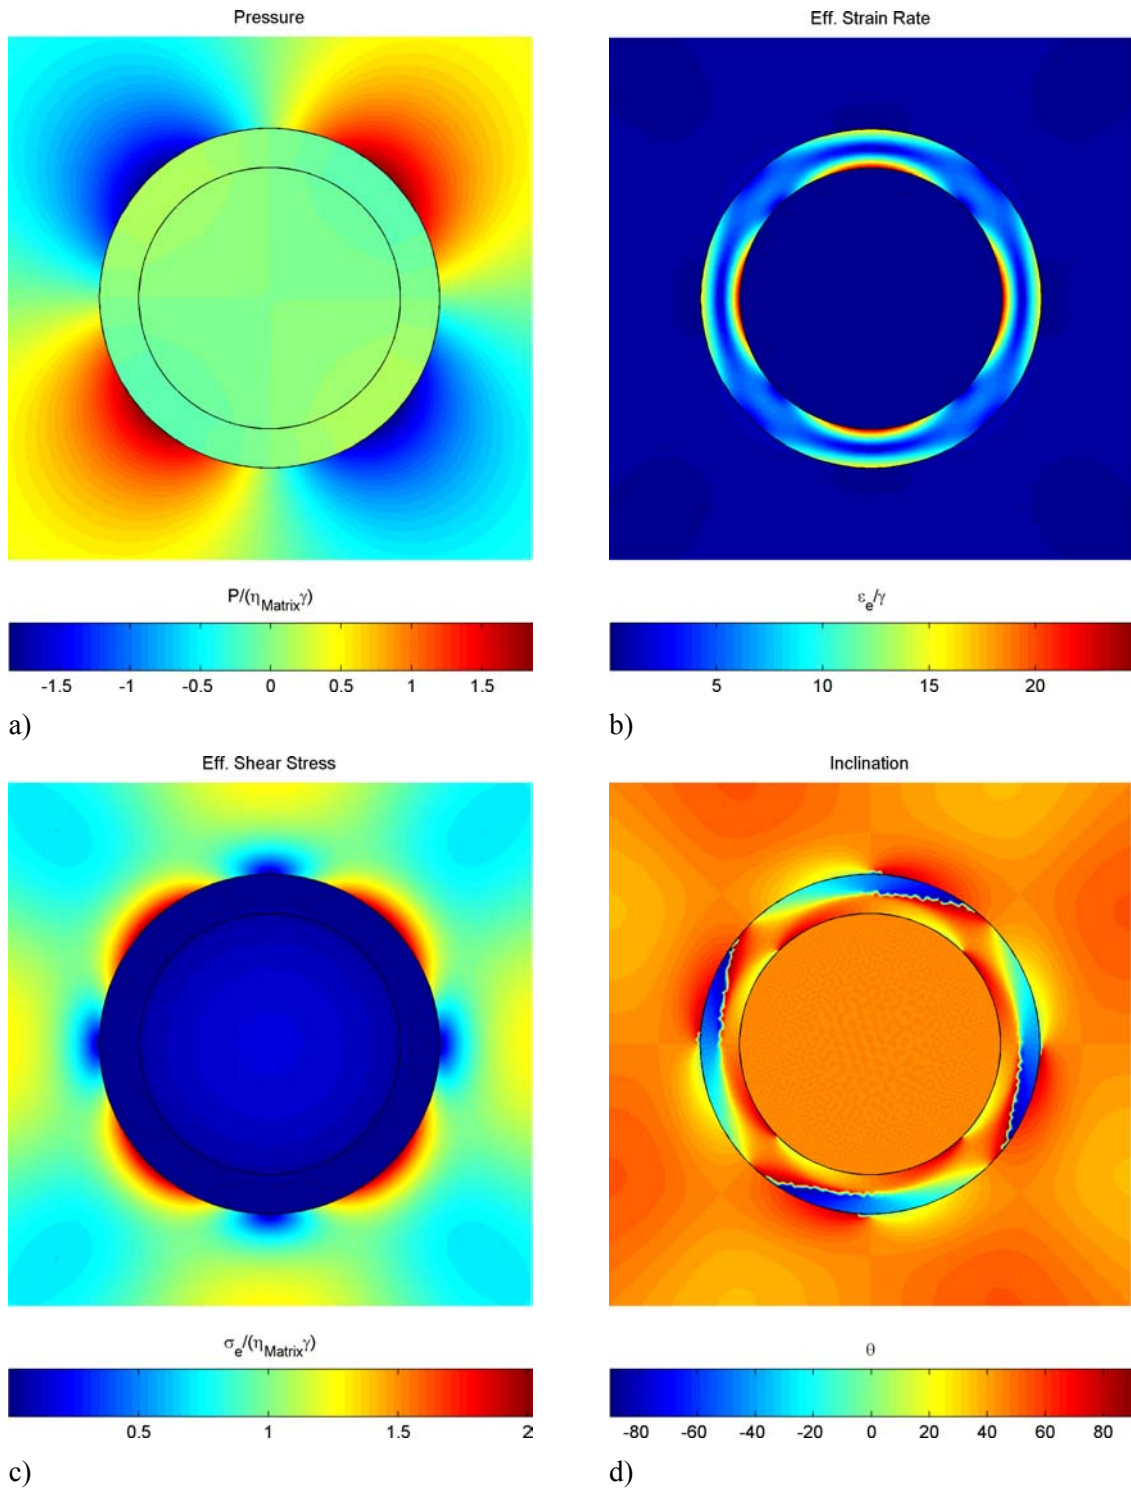 Pressure
Eff. Strain Rate
P/(η_Matrixγ)
ε_e/γ
-1.5 -1 -0.5 0 0.5 1 1.5
5 10 15 20
a)
b)
Eff. Shear Stress
Inclination
σ_e/(η_Matrixγ)
θ
0.5 1 1.5 2
-80 -60 -40 -20 0 20 40 60 80
c)
d)